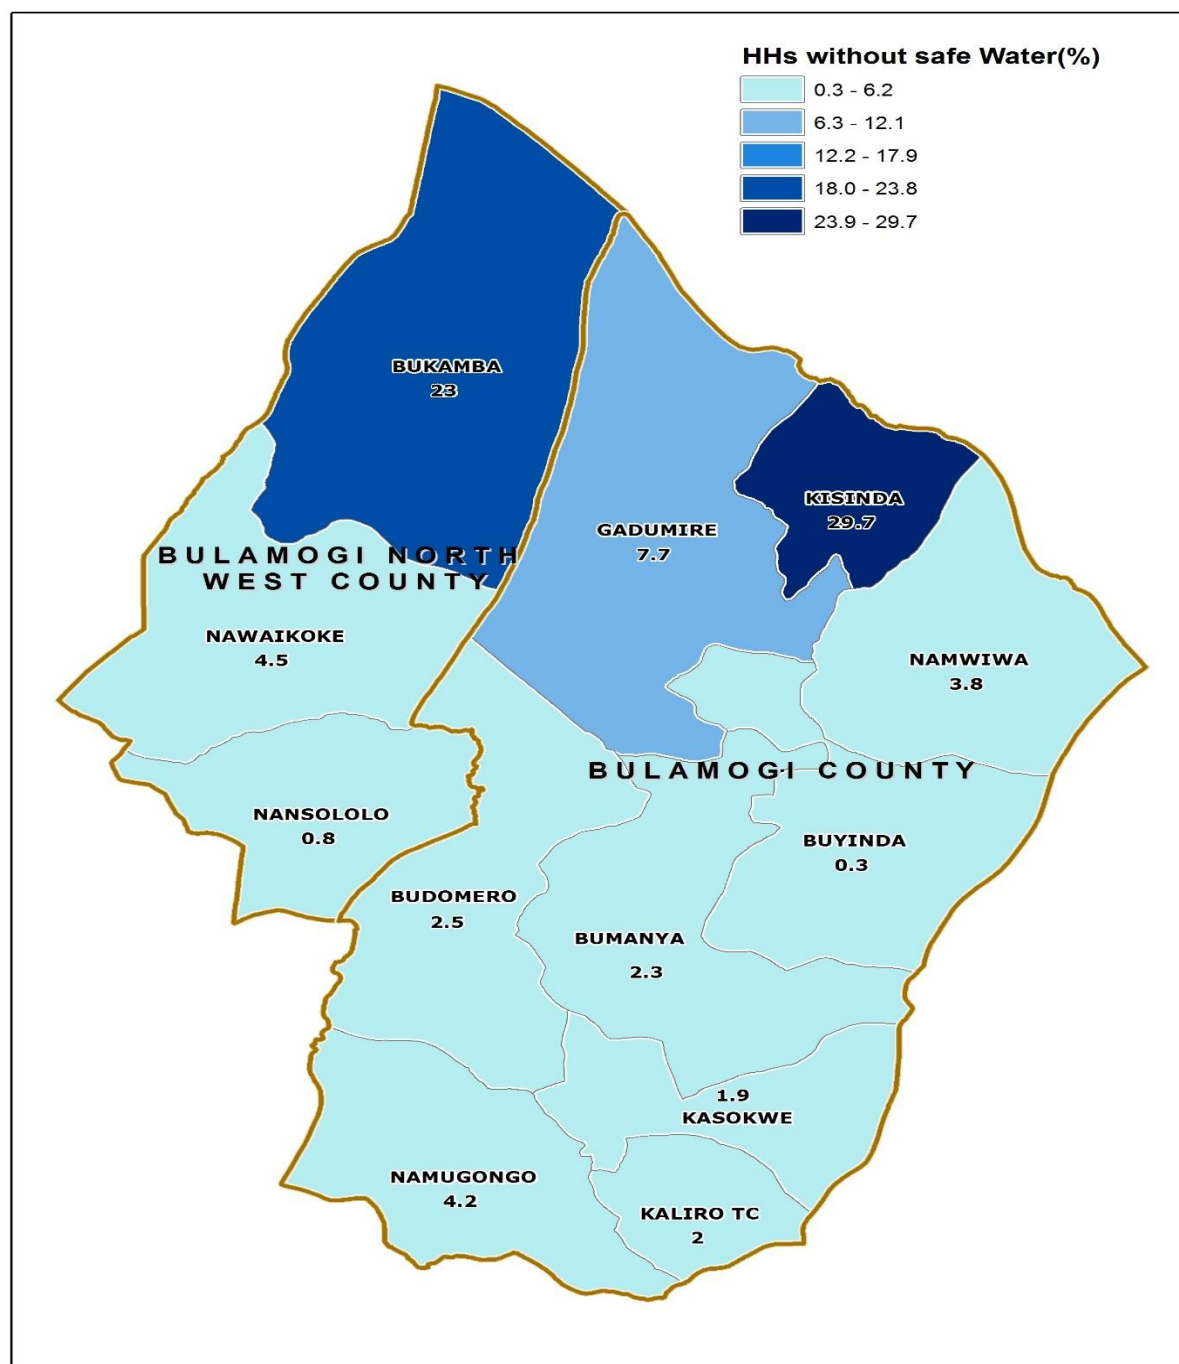 HHs without safe Water(%)
0.3 - 6.2
6.3 - 12.1
12.2 - 17.9
18.0 - 23.8
23.9 - 29.7
BUKAMBA
23
KISINDA
29.7
GADUMIRE
7.7
BULAMOGI NORTH
WEST COUNTY
NAWAIKOKE
4.5
NAMWIWA
3.8
BULAMOGI COUNTY
NANSOLOLO
0.8
BUYINDA
0.3
BUDOMERO
2.5
BUMANYA
2.3
1.9
KASOKWE
NAMUGONGO
4.2
KALIRO TC
2